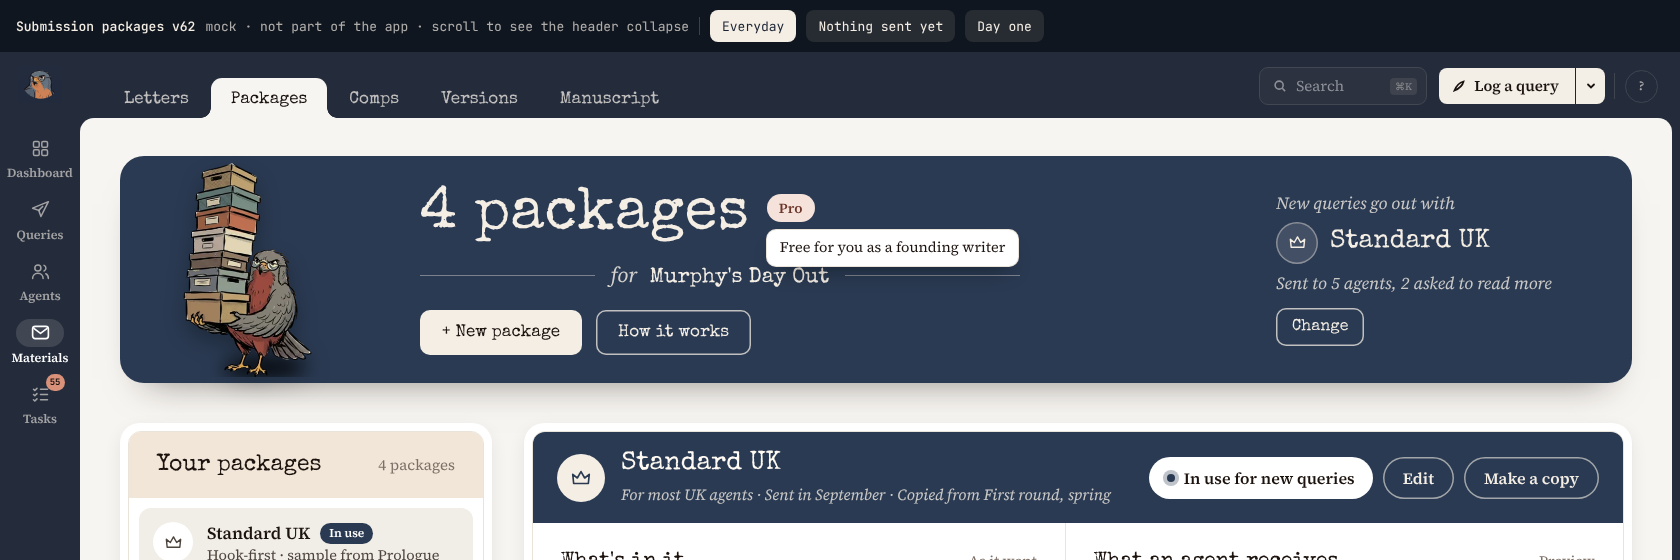 Submission packages v62 mock · not part of the app · scroll to see the header collapse Everyday Nothing sent yet Day one
Letters Packages Comps Versions Manuscript
Search ⌘K Log a query ?
Dashboard
Queries
Agents
Materials
55
Tasks
4 packages Pro
Free for you as a founding writer
for Murphy's Day Out
+ New package How it works
New queries go out with
Standard UK
Sent to 5 agents, 2 asked to read more
Change
Your packages 4 packages
Standard UK In use
Hook-first · sample from Prologue
Standard UK
For most UK agents · Sent in September · Copied from First round, spring
In use for new queries Edit Make a copy
What's in it As it went
What an agent receives Preview